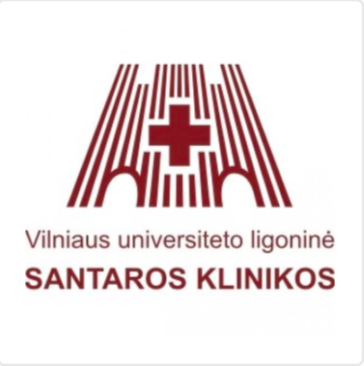 Vilniaus universiteto ligoninė
SANTAROS KLINIKOS